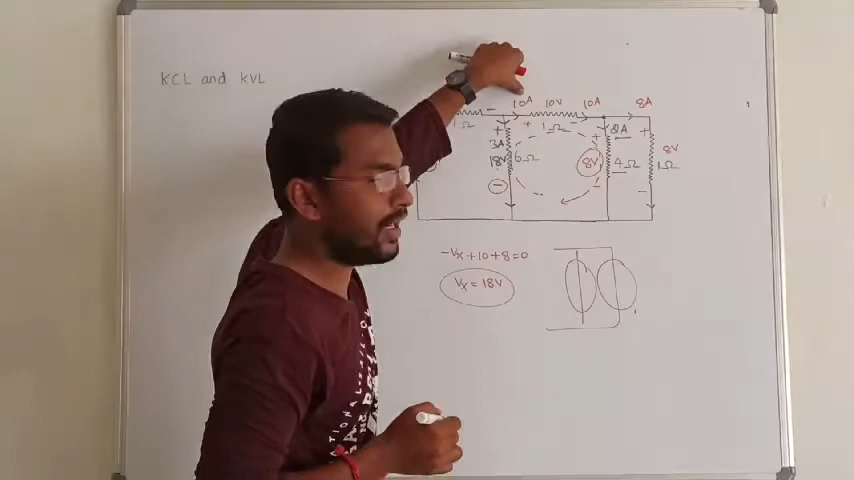 KCL and KVL
10A 10V 10A 8A
1Ω + 1Ω -
+ 3A 2A + 8V
18V 6Ω 8V 4Ω 1Ω
-Vx+10+8=0
Vx = 18V